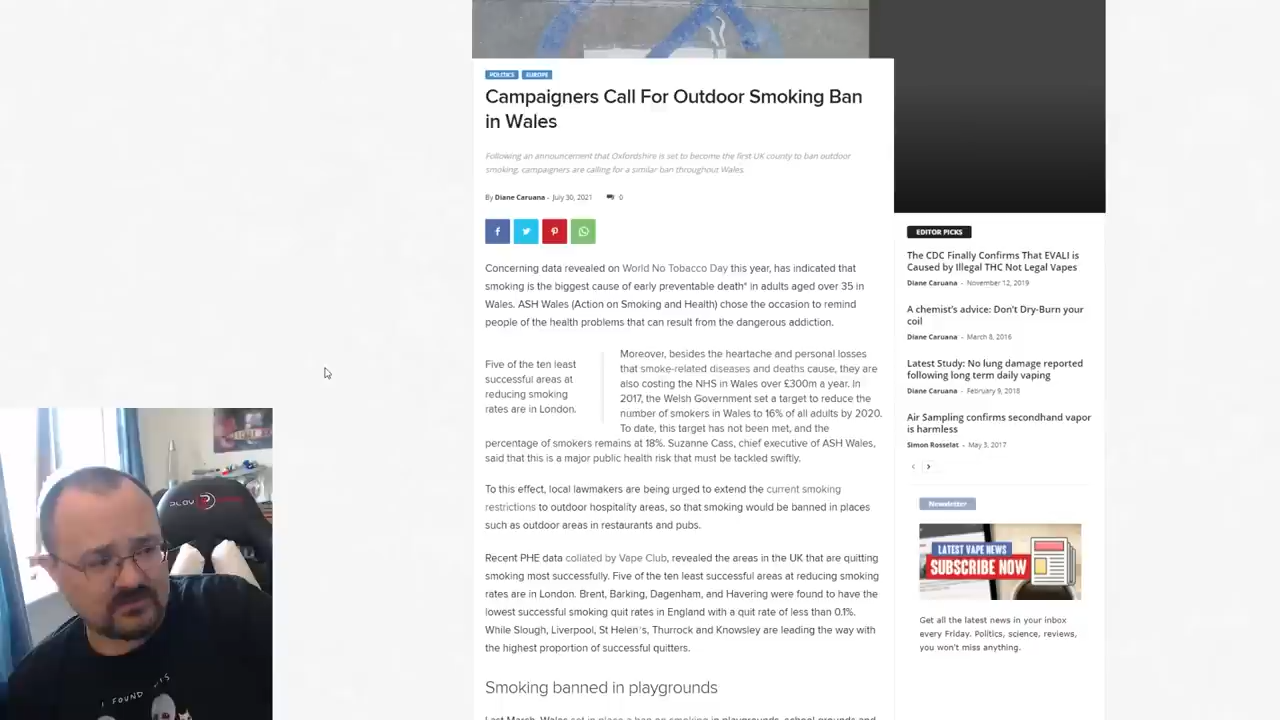 POLITICS EUROPE
Campaigners Call For Outdoor Smoking Ban
in Wales
Following an announcement that Oxfordshire is set to become the first UK county to ban outdoor
smoking, campaigners are calling for a similar ban throughout Wales.
By Diane Caruana - July 30, 2021 0
Concerning data revealed on World No Tobacco Day this year, has indicated that
smoking is the biggest cause of early preventable death* in adults aged over 35 in
Wales. ASH Wales (Action on Smoking and Health) chose the occasion to remind
people of the health problems that can result from the dangerous addiction.
Five of the ten least
successful areas at
reducing smoking
rates are in London.
Moreover, besides the heartache and personal losses
that smoke-related diseases and deaths cause, they are
also costing the NHS in Wales over £300m a year. In
2017, the Welsh Government set a target to reduce the
number of smokers in Wales to 16% of all adults by 2020.
To date, this target has not been met, and the
percentage of smokers remains at 18%. Suzanne Cass, chief executive of ASH Wales,
said that this is a major public health risk that must be tackled swiftly.
To this effect, local lawmakers are being urged to extend the current smoking
restrictions to outdoor hospitality areas, so that smoking would be banned in places
such as outdoor areas in restaurants and pubs.
Recent PHE data collated by Vape Club, revealed the areas in the UK that are quitting
smoking most successfully. Five of the ten least successful areas at reducing smoking
rates are in London. Brent, Barking, Dagenham, and Havering were found to have the
lowest successful smoking quit rates in England with a quit rate of less than 0.1%.
While Slough, Liverpool, St Helen's, Thurrock and Knowsley are leading the way with
the highest proportion of successful quitters.
Smoking banned in playgrounds
Last March, Wales set in place a ban on smoking in playgrounds, school grounds and
EDITOR PICKS
The CDC Finally Confirms That EVALI is
Caused by Illegal THC Not Legal Vapes
Diane Caruana - November 12, 2019
A chemist's advice: Don't Dry-Burn your
coil
Diane Caruana - March 8, 2016
Latest Study: No lung damage reported
following long term daily vaping
Diane Caruana - February 9, 2018
Air Sampling confirms secondhand vapor
is harmless
Simon Rosselat - May 3, 2017
Newsletter
LATEST VAPE NEWS
SUBSCRIBE NOW
Get all the latest news in your inbox
every Friday. Politics, science, reviews,
you won't miss anything.
I FOUND THIS